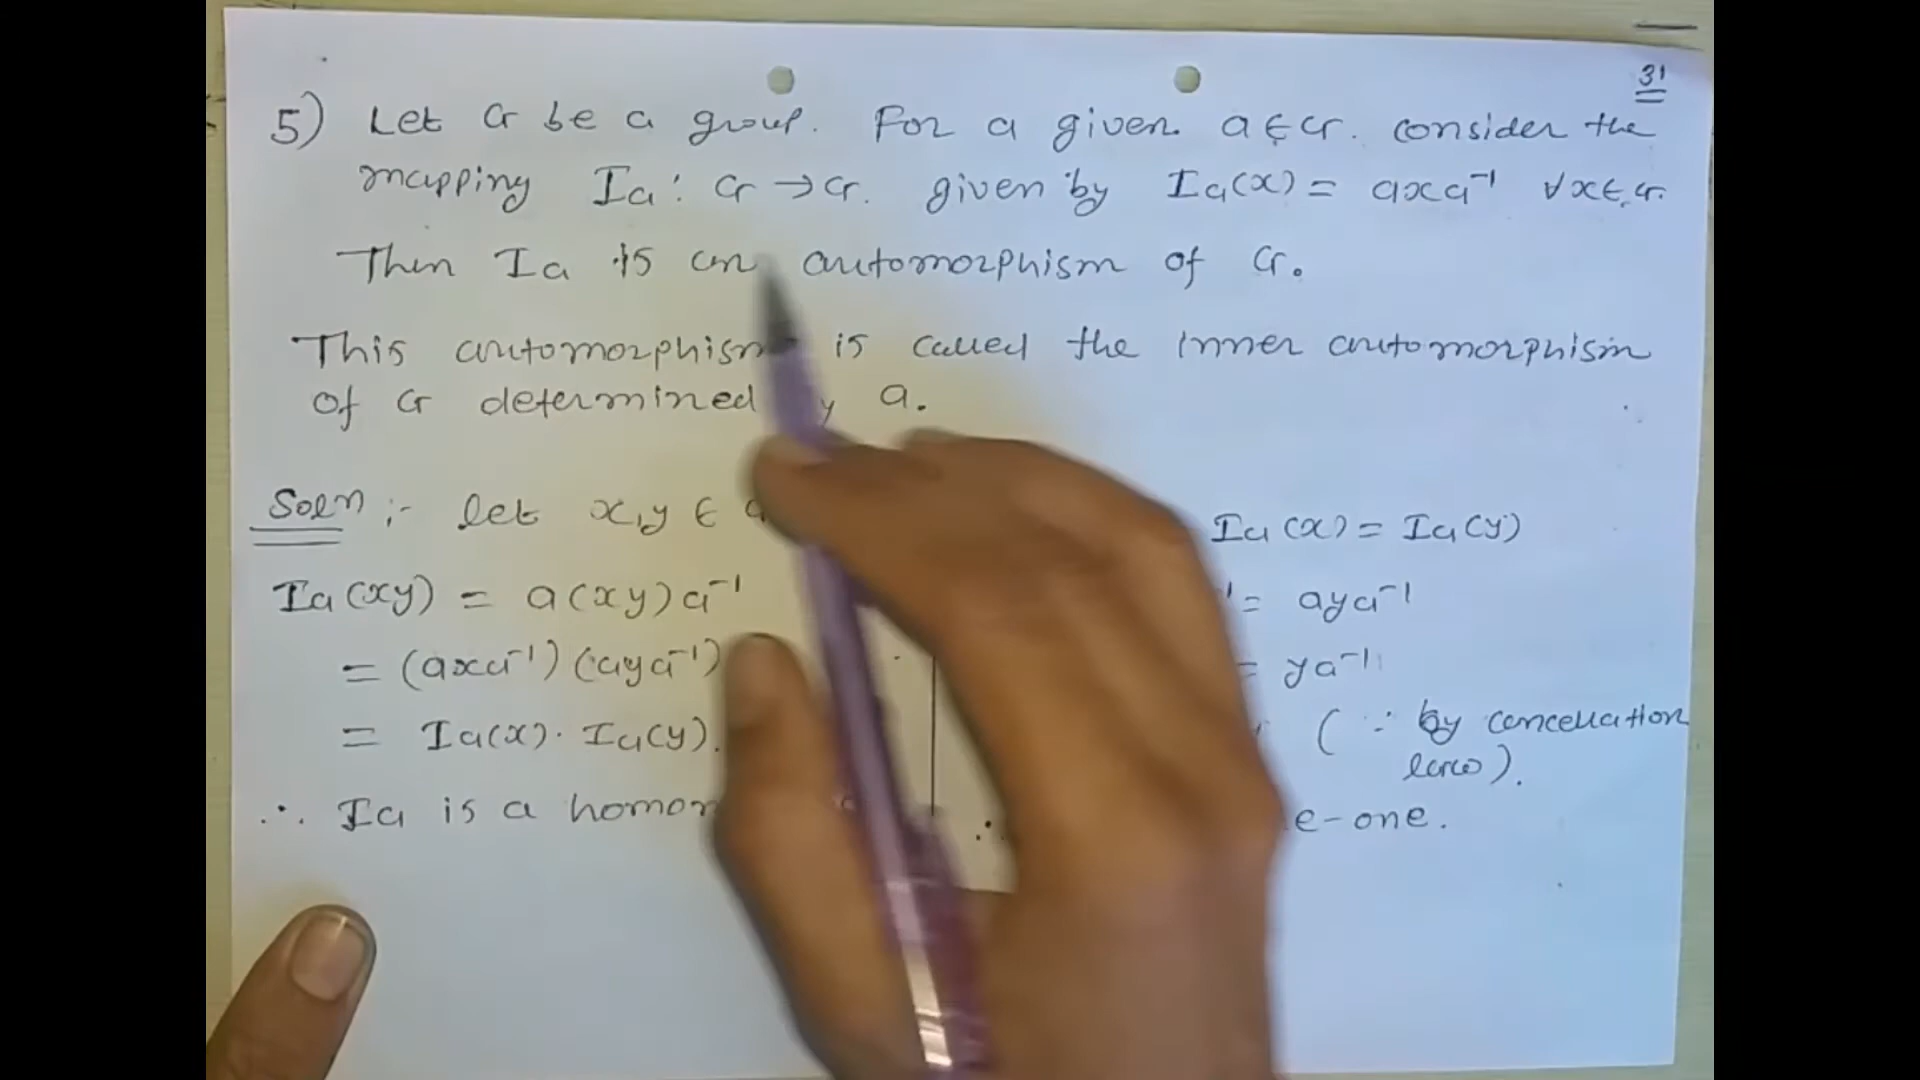 31
5) Let G be a group. For a given a ∈ G. consider the
mapping Ia : G → G. given by Ia(x) = axa⁻¹ ∀x∈G.
Then Ia is an automorphism of G.
This automorphism is called the inner automorphism
of G determined y a.
Soln :- let x,y ∈
Ia(xy) = a(xy)a⁻¹
= (axa⁻¹)(aya⁻¹)
= Ia(x). Ia(y).
∴ Ia is a homom
Ia(x) = Ia(y)
= aya⁻¹
= ya⁻¹
(∵ by cancellation
law).
∴ e-one.